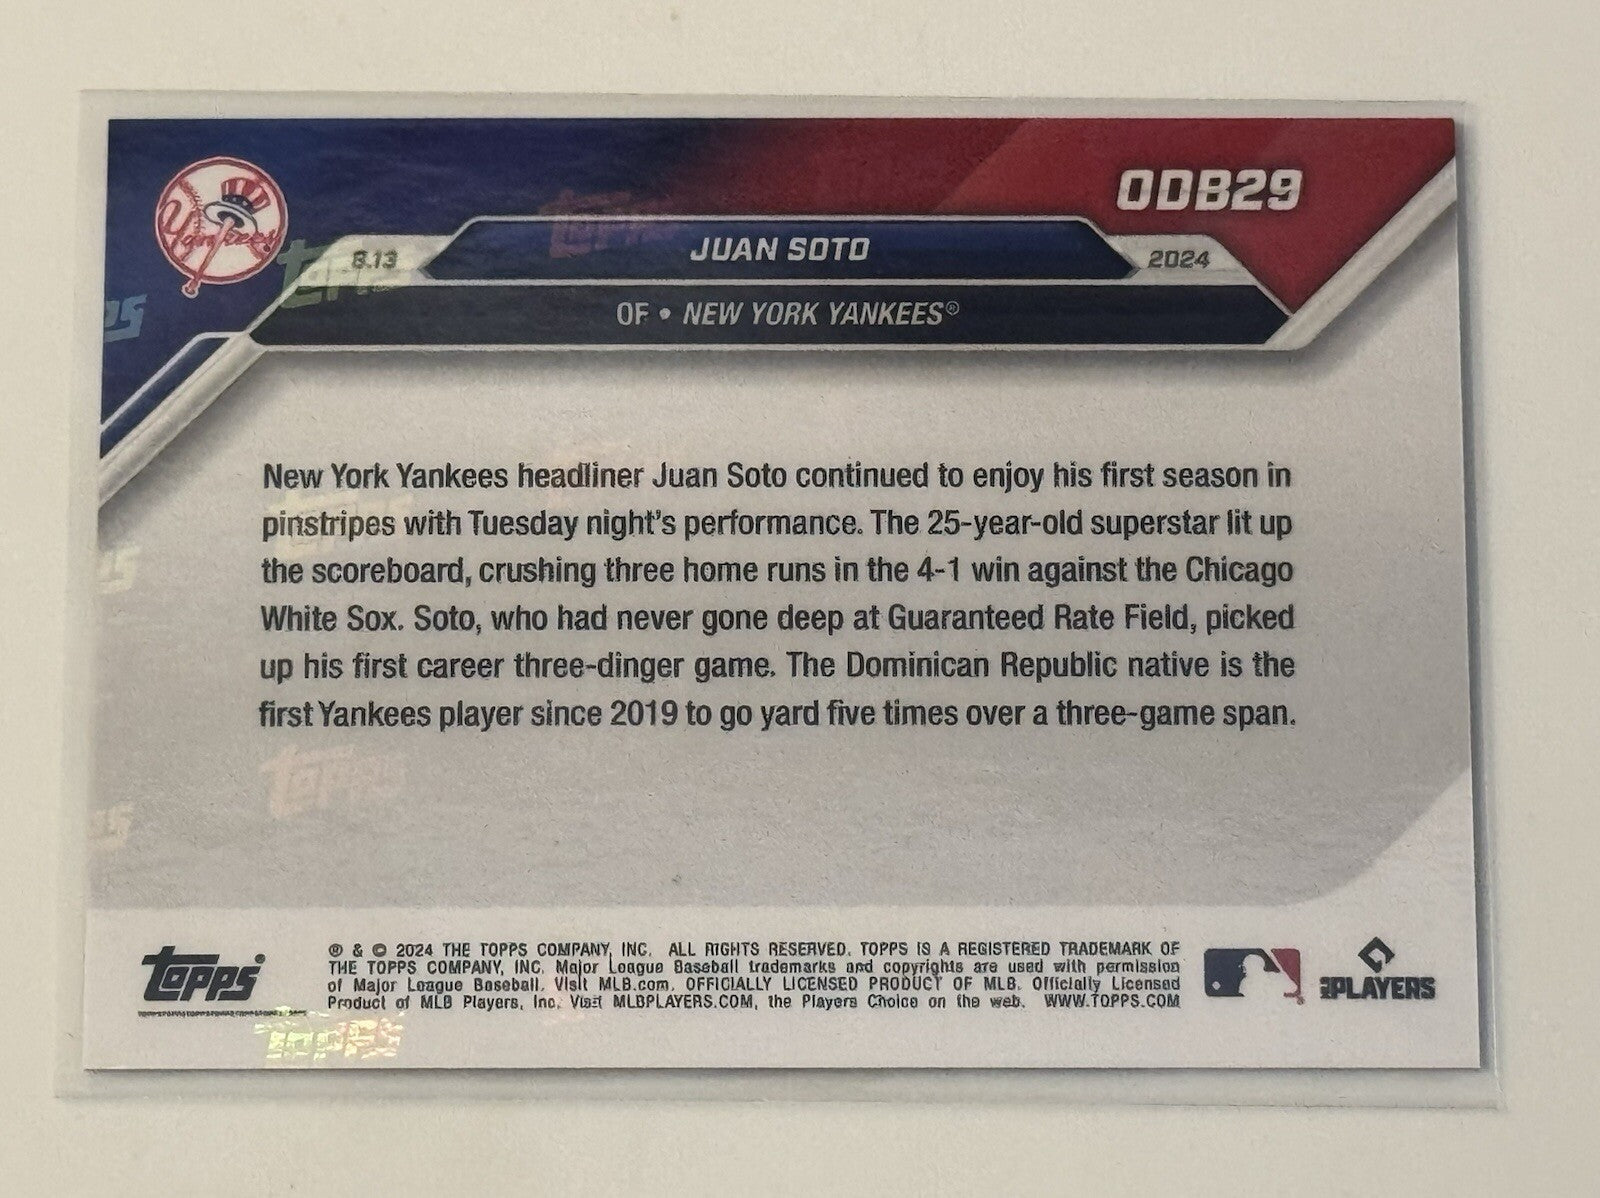 Yankees
ODB29
JUAN SOTO
8.13
2024
OF • NEW YORK YANKEES®
New York Yankees headliner Juan Soto continued to enjoy his first season in
pinstripes with Tuesday night's performance. The 25-year-old superstar lit up
the scoreboard, crushing three home runs in the 4-1 win against the Chicago
White Sox. Soto, who had never gone deep at Guaranteed Rate Field, picked
up his first career three-dinger game. The Dominican Republic native is the
first Yankees player since 2019 to go yard five times over a three-game span.
Topps®
® & © 2024 THE TOPPS COMPANY, INC. ALL RIGHTS RESERVED. TOPPS IS A REGISTERED TRADEMARK OF
THE TOPPS COMPANY, INC. Major League Baseball trademarks and copyrights are used with permission
of Major League Baseball. Visit MLB.com. OFFICIALLY LICENSED PRODUCT OF MLB. Officially Licensed
Product of MLB Players, Inc. Visit MLBPLAYERS.COM, the Players Choice on the web. WWW.TOPPS.COM
PLAYERS
Topps